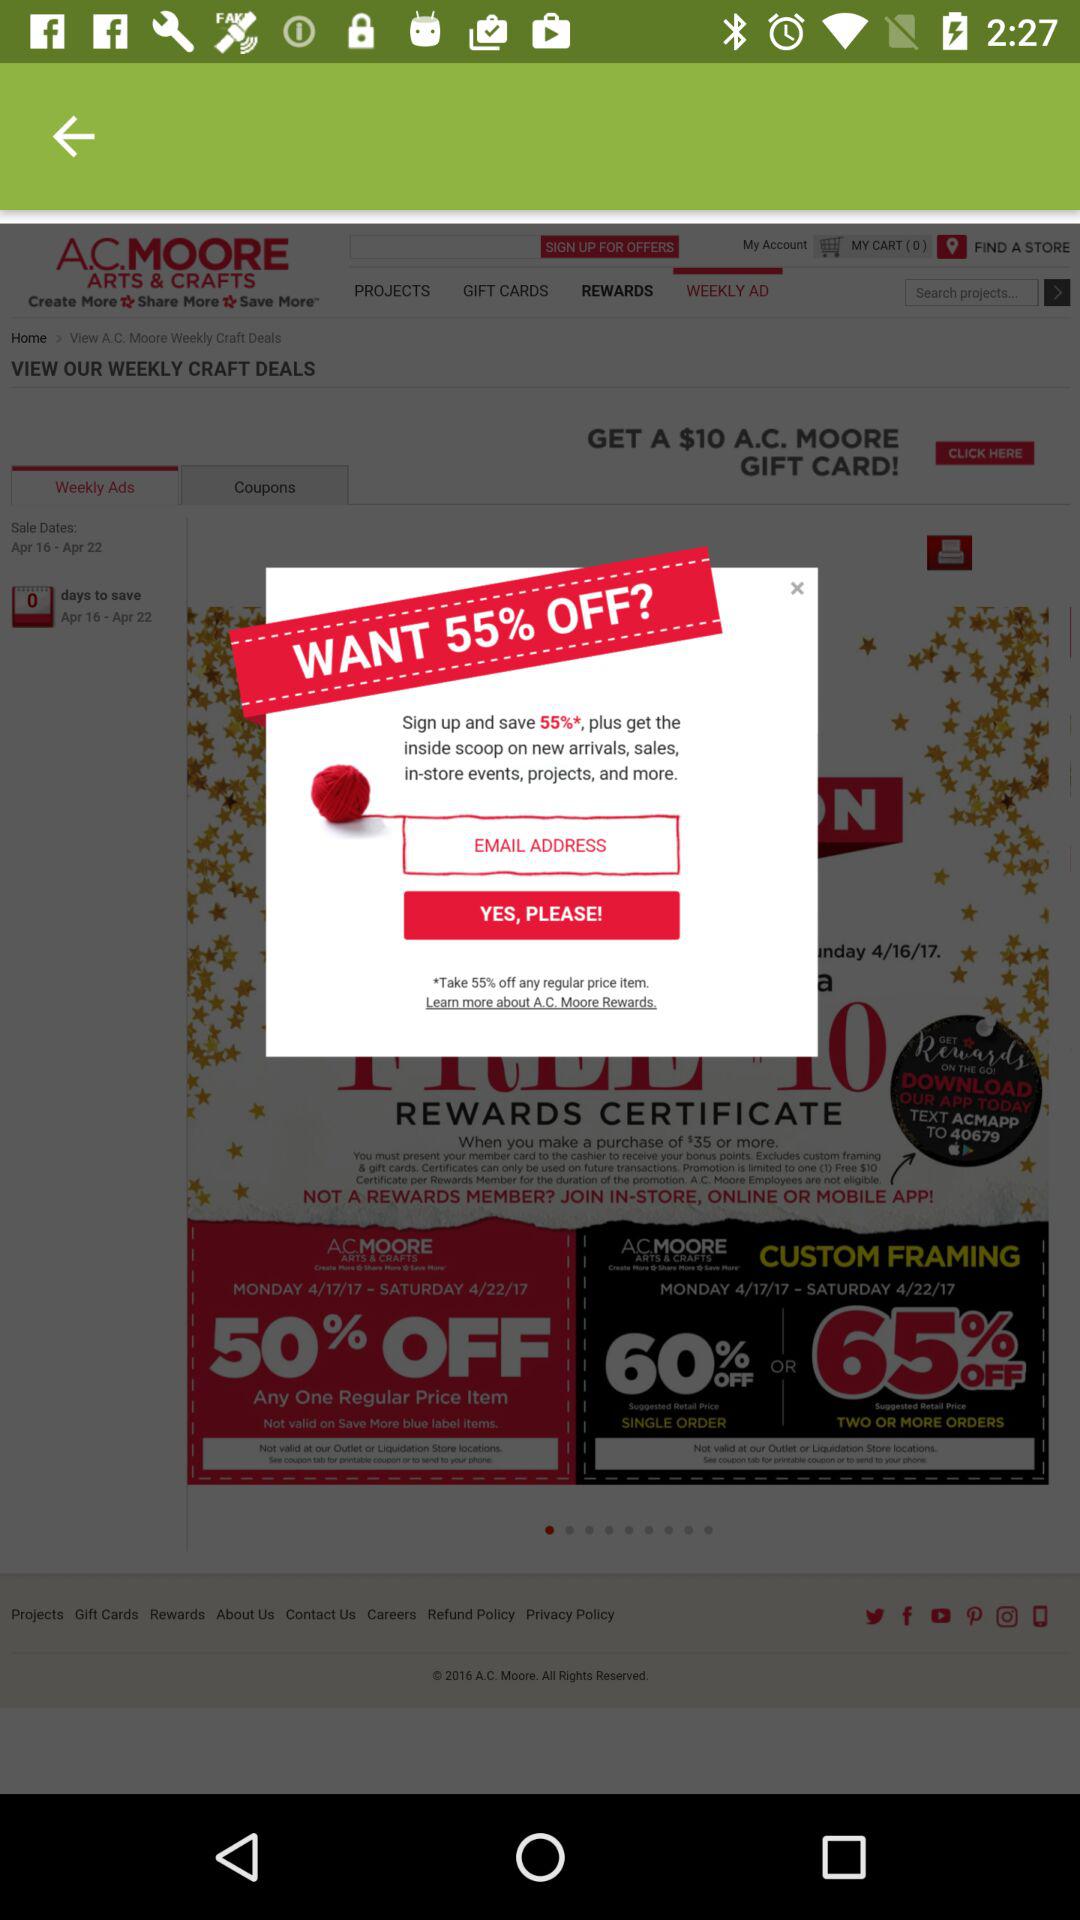 FAKE
2:27
A.C.MOORE
ARTS & CRAFTS
Create More Share More Save More™
SIGN UP FOR OFFERS
My Account
MY CART ( 0 )
FIND A STORE
PROJECTS
GIFT CARDS
REWARDS
WEEKLY AD
Search projects...
Home > View A.C. Moore Weekly Craft Deals
VIEW OUR WEEKLY CRAFT DEALS
GET A $10 A.C. MOORE
GIFT CARD!
CLICK HERE
Weekly Ads
Coupons
Sale Dates:
Apr 16 - Apr 22
0
days to save
Apr 16 - Apr 22
WANT 55% OFF?
×
Sign up and save 55%*, plus get the
inside scoop on new arrivals, sales,
in-store events, projects, and more.
EMAIL ADDRESS
YES, PLEASE!
*Take 55% off any regular price item.
Learn more about A.C. Moore Rewards.
N
unday 4/16/17.
a
FREE $10
REWARDS CERTIFICATE
When you make a purchase of $35 or more.
You must present your member card to the cashier to receive your bonus points. Excludes custom framing
& gift cards. Certificates can only be used on future transactions. Promotion is limited to one (1) Free $10
Certificate per Rewards Member for the duration of the promotion. A.C. Moore Employees are not eligible.
NOT A REWARDS MEMBER? JOIN IN-STORE, ONLINE OR MOBILE APP!
GET
Rewards
ON THE GO!
DOWNLOAD
OUR APP TODAY
TEXT ACMAPP
TO 40679
A.C.MOORE
ARTS & CRAFTS
Create More Share More Save More™
MONDAY 4/17/17 – SATURDAY 4/22/17
50% OFF
Any One Regular Price Item
Not valid on Save More blue label items.
Not valid at our Outlet or Liquidation Store locations.
See coupon tab for printable coupon or to send to your phone.
A.C.MOORE
ARTS & CRAFTS
Create More Share More Save More™
CUSTOM FRAMING
MONDAY 4/17/17 – SATURDAY 4/22/17
60% OFF
Suggested Retail Price
SINGLE ORDER
OR
65% OFF
Suggested Retail Price
TWO OR MORE ORDERS
Not valid at our Outlet or Liquidation Store locations.
See coupon tab for printable coupon or to send to your phone.
Projects Gift Cards Rewards About Us Contact Us Careers Refund Policy Privacy Policy
© 2016 A.C. Moore. All Rights Reserved.